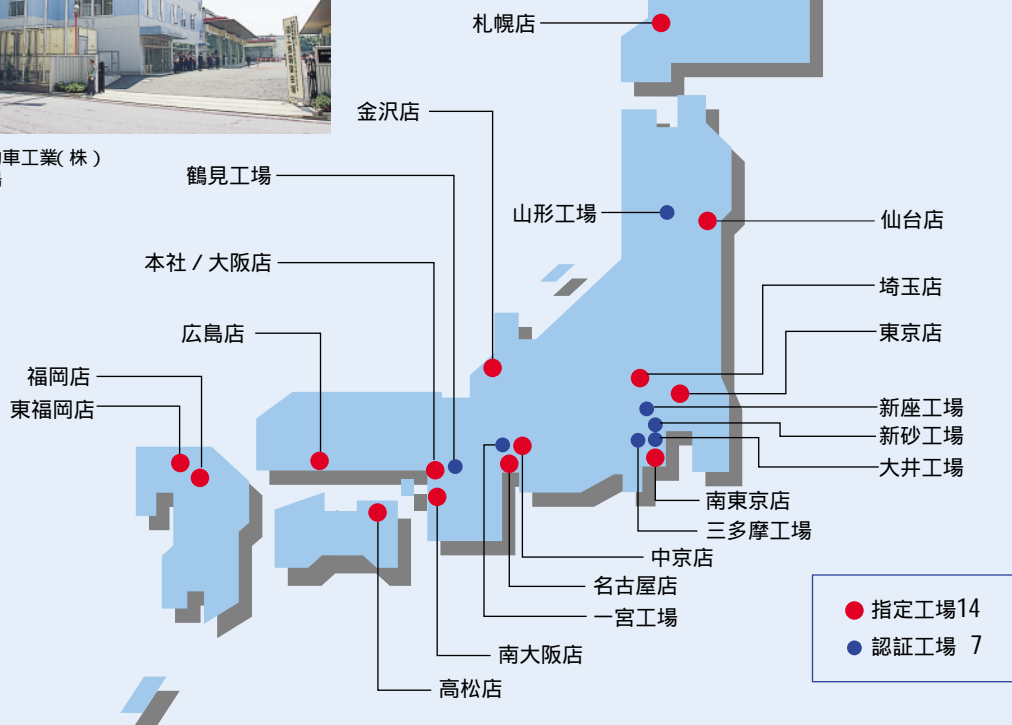 札幌店
金沢店
車工業(株)
鶴見工場
山形工場
仙台店
本社/大阪店
埼玉店
広島店
東京店
福岡店
東福岡店
新座工場
新砂工場
大井工場
南東京店
三多摩工場
中京店
名古屋店
一宮工場
南大阪店
高松店
指定工場14
認証工場 7